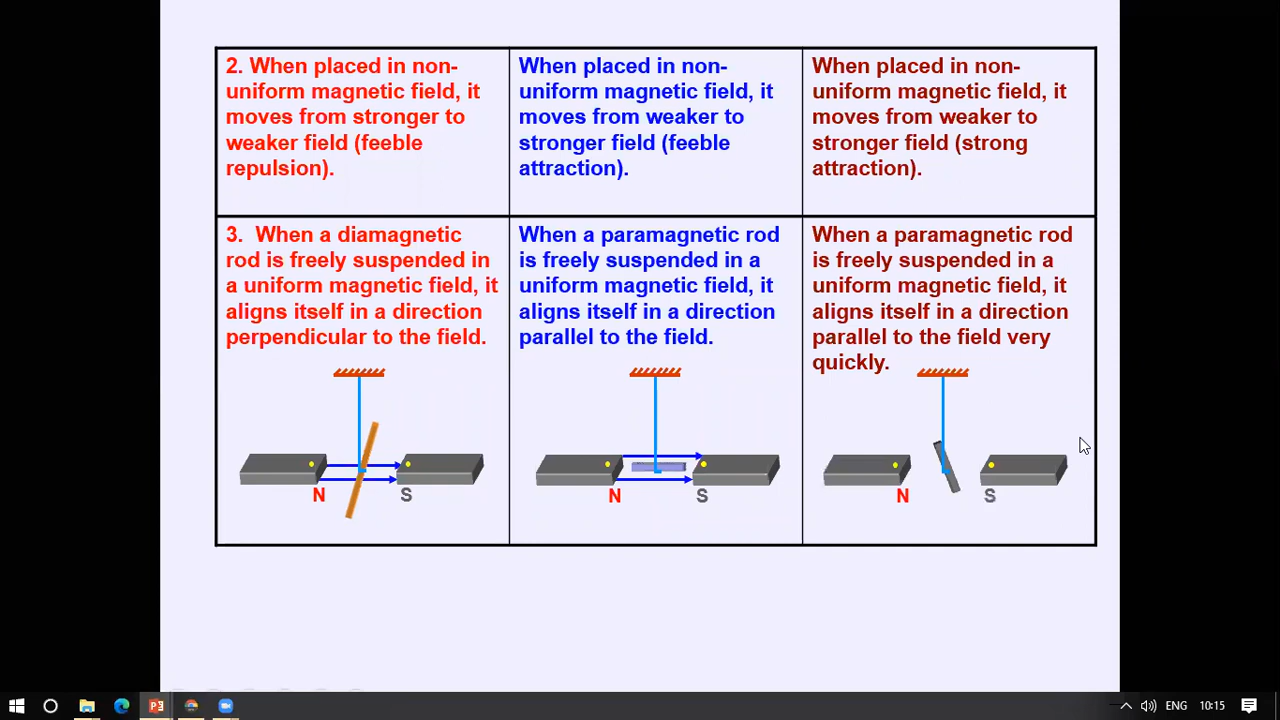 2. When placed in non-
uniform magnetic field, it
moves from stronger to
weaker field (feeble
repulsion).
When placed in non-
uniform magnetic field, it
moves from weaker to
stronger field (feeble
attraction).
When placed in non-
uniform magnetic field, it
moves from weaker to
stronger field (strong
attraction).
3. When a diamagnetic
rod is freely suspended in
a uniform magnetic field, it
aligns itself in a direction
perpendicular to the field.
N
S
When a paramagnetic rod
is freely suspended in a
uniform magnetic field, it
aligns itself in a direction
parallel to the field.
N
S
When a paramagnetic rod
is freely suspended in a
uniform magnetic field, it
aligns itself in a direction
parallel to the field very
quickly.
N
S
ENG
10:15